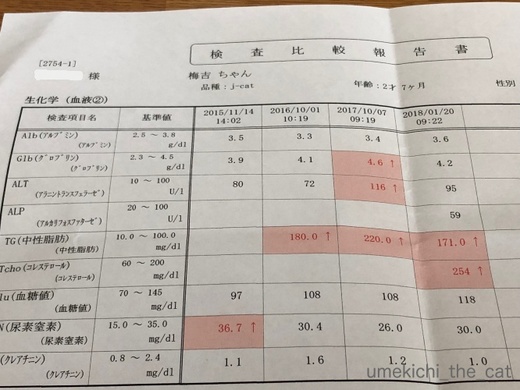 [2754-1]
検査比較報告書
様
梅吉 ちゃん
品種：j-cat
年齢：2才 7ヶ月
性別
生化学（血液②）
検査項目名 基準値 2015/11/14 14:02 2016/10/01 10:19 2017/10/07 09:19 2018/01/20 09:22
Alb(アルブミン) 2.5 ～ 3.8 3.5 3.3 3.4 3.6
(アルブミン) g/dl
Glb(グロブリン) 2.3 ～ 4.5 3.9 4.1 4.6 ↑ 4.2
(グロブリン) g/dl
ALT 10 ～ 100 80 72 116 ↑ 95
(アラニントランスフェラーゼ) U/l
ALP 20 ～ 100 59
(アルカリフォスファターゼ) U/l
TG(中性脂肪) 10.0 ～ 100.0 180.0 ↑ 220.0 ↑ 171.0 ↑
(中性脂肪) mg/dl
Tcho(コレステロール) 60 ～ 200 254 ↑
(コレステロール) mg/dl
lu(血糖値) 70 ～ 145 97 108 108 118
(血糖値) mg/dl
N(尿素窒素) 15.0 ～ 35.0 36.7 ↑ 30.4 26.0 30.0
(尿素窒素) mg/dl
(クレアチニン) 0.8 ～ 2.4 1.1 1.6 1.2 1.0
(クレアチニン) mg/dl
umekichi_the_cat